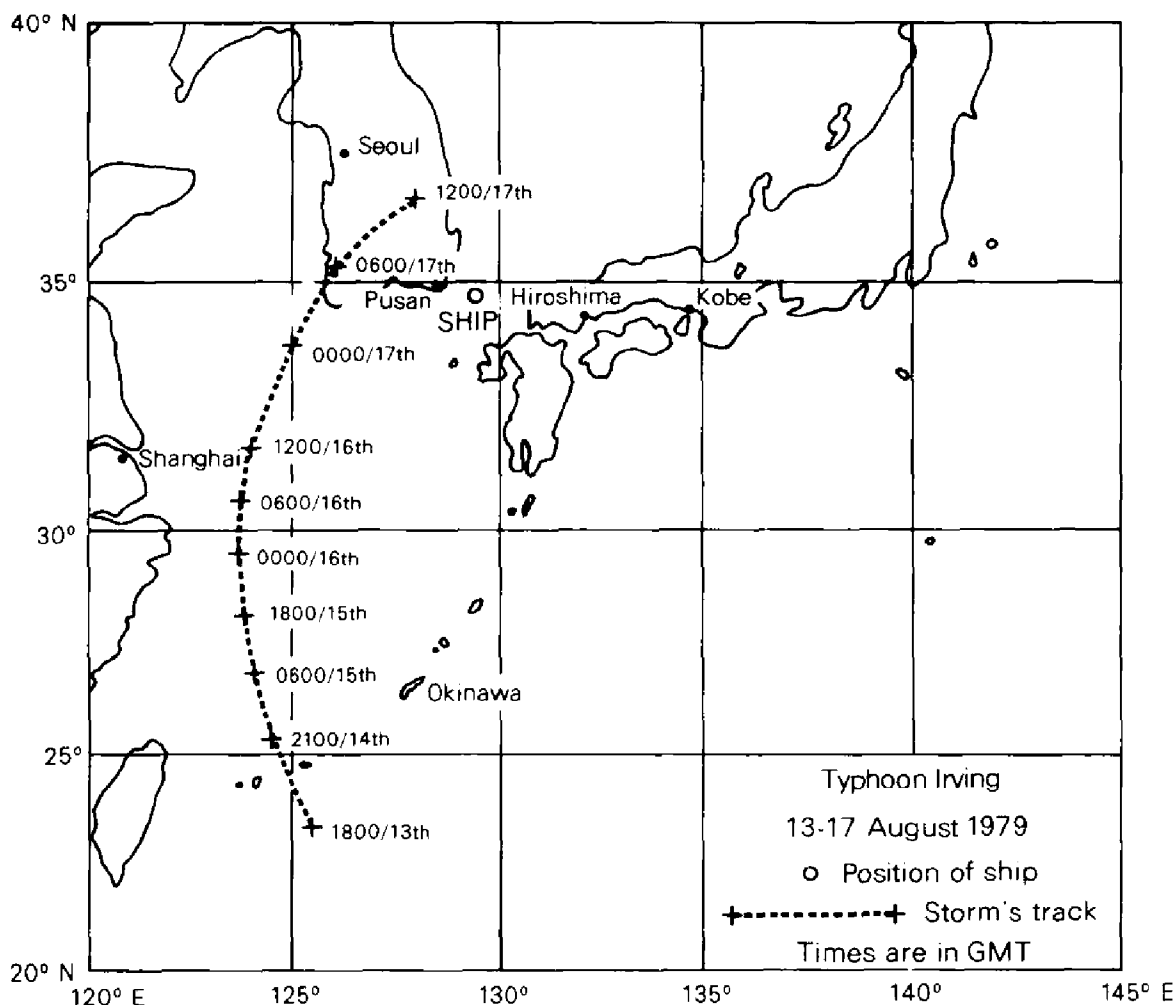 40° N
Seoul
1200/17th
0600/17th
35°
Pusan
SHIP
Hiroshima
Kobe
0000/17th
1200/16th
Shanghai
0600/16th
30°
0000/16th
1800/15th
0600/15th
Okinawa
2100/14th
25°
1800/13th
Typhoon Irving
13-17 August 1979
o Position of ship
Storm's track
Times are in GMT
20° N
120° E 125° 130° 135° 140° 145° E